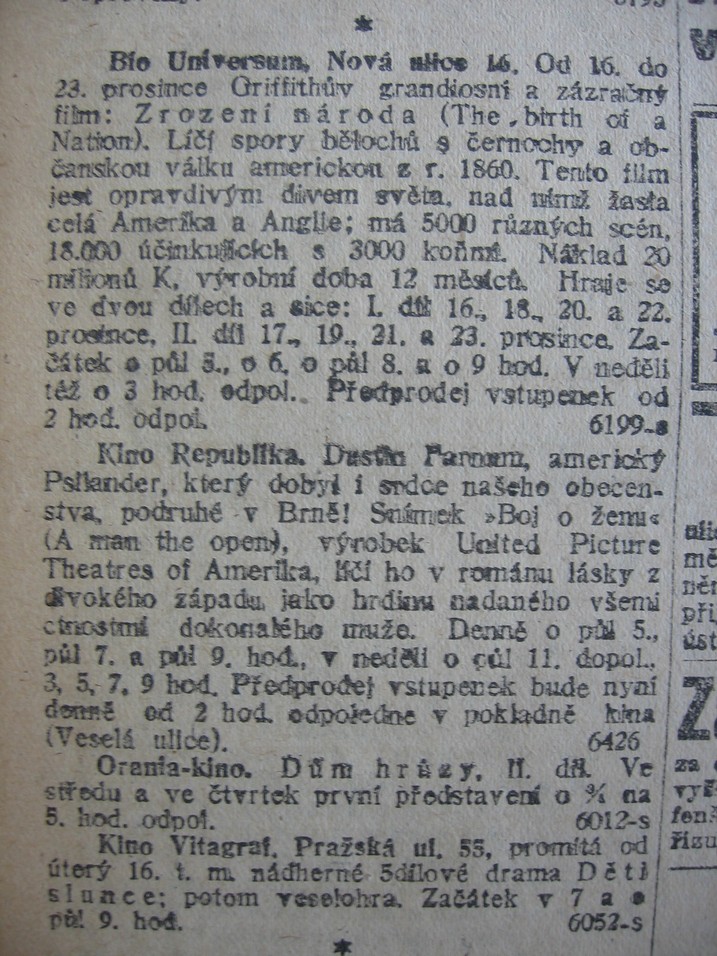 6195
*
Bio Universum, Nová ulice 16. Od 16. do
23. prosince Griffithův grandiosní a zázračný
film: Zrození národa (The birth of a
Nation). Líčí spory bělochů s černochy a ob-
čanskou válku americkou z r. 1860. Tento film
jest opravdivým divem světa, nad nímž žasla
celá Amerika a Anglie; má 5000 různých scén,
18.000 účinkujících s 3000 koňmi. Náklad 20
milionů K, výrobní doba 12 měsíců. Hraje se
ve dvou dílech a sice: I. díl 16., 18., 20. a 22.
prosince, II. díl 17., 19., 21. a 23. prosince. Za-
čátek o půl 5., o 6. o půl 8. a o 9 hod. V neděli
též o 3 hod. odpol. Předprodej vstupenek od
2 hod. odpol. 6199-s
Kino Republika. Dustin Farnum, americký
Psilander, který dobyl i srdce našeho obecen-
stva, podruhé v Brně! Snímek »Boj o ženu«
(A man the open), výrobek United Picture
Theatres of Amerika, líčí ho v románu lásky z
divokého západu jako hrdinu nadaného všemi
ctnostmi dokonalého muže. Denně o půl 5.,
půl 7. a půl 9. hod., v neděli o půl 11. dopol.,
3, 5, 7, 9 hod. Předprodej vstupenek bude nyní
denně od 2 hod. odpoledne v pokladně kina
(Veselá ulice). 6426
Orania-kino. Dům hrůzy, II. díl. Ve
středu a ve čtvrtek první představení o ¾ na
5. hod. odpol. 6012-s
Kino Vitagraf, Pražská ul. 55, promítá od
úterý 16. t. m. nádherné 5dílové drama Děti
slunce; potom veselohra. Začátek v 7 a o
půl 9. hod. 6052-s
*